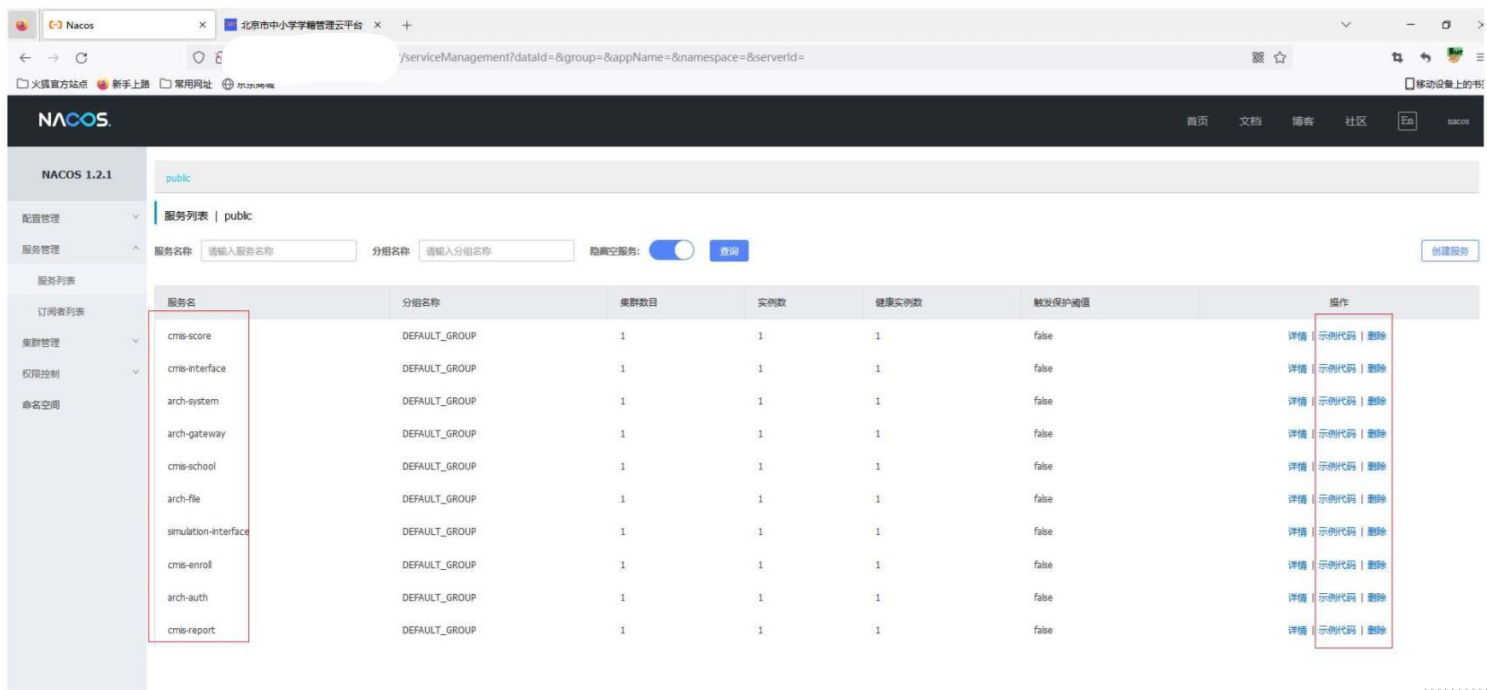 Nacos
北京市中小学学籍管理云平台
/serviceManagement?dataId=&group=&appName=&namespace=&serverId=
火狐官方站点 新手上路 常用网址 京东商城
移动设备上的书
NACOS.
首页 文档 博客 社区 En nacos
NACOS 1.2.1
public
配置管理
服务列表 | public
服务管理
服务名称 请输入服务名称 分组名称 请输入分组名称 隐藏空服务: 查询 创建服务
服务列表
订阅者列表
集群管理
权限控制
命名空间
服务名 分组名称 集群数目 实例数 健康实例数 触发保护阈值 操作
cmis-score DEFAULT_GROUP 1 1 1 false 详情 | 示例代码 | 删除
cmis-interface DEFAULT_GROUP 1 1 1 false 详情 | 示例代码 | 删除
arch-system DEFAULT_GROUP 1 1 1 false 详情 | 示例代码 | 删除
arch-gateway DEFAULT_GROUP 1 1 1 false 详情 | 示例代码 | 删除
cmis-school DEFAULT_GROUP 1 1 1 false 详情 | 示例代码 | 删除
arch-file DEFAULT_GROUP 1 1 1 false 详情 | 示例代码 | 删除
simulation-interface DEFAULT_GROUP 1 1 1 false 详情 | 示例代码 | 删除
cmis-enroll DEFAULT_GROUP 1 1 1 false 详情 | 示例代码 | 删除
arch-auth DEFAULT_GROUP 1 1 1 false 详情 | 示例代码 | 删除
cmis-report DEFAULT_GROUP 1 1 1 false 详情 | 示例代码 | 删除